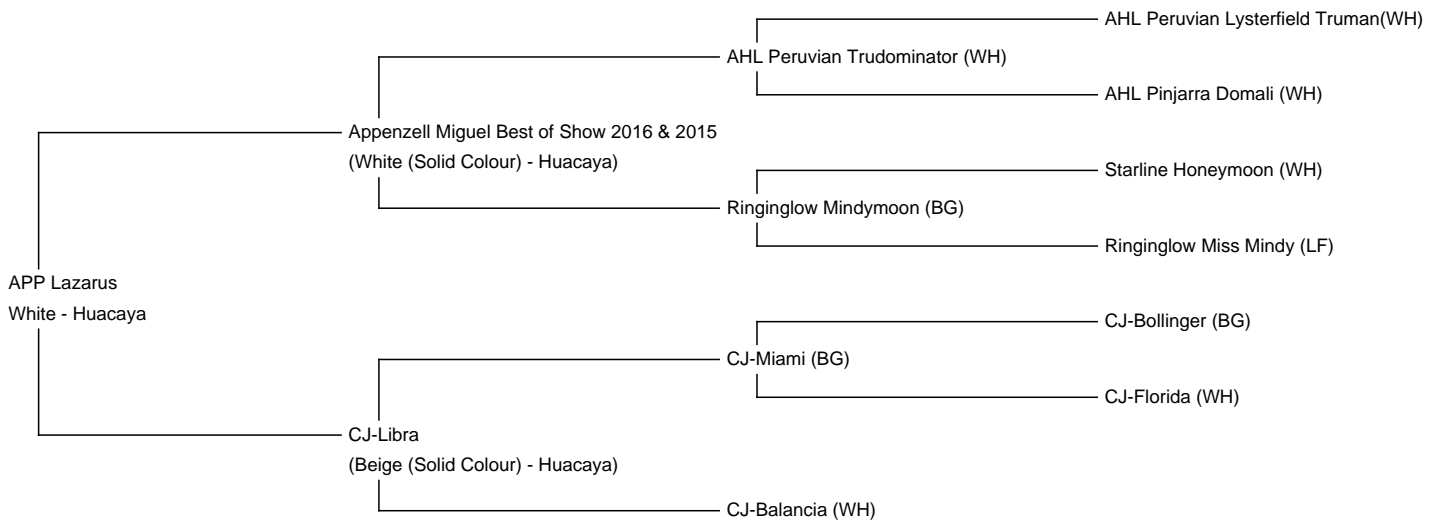 AHL Peruvian Lysterfield Truman(WH)
AHL Peruvian Trudominator (WH)
AHL Pinjarra Domali (WH)
Appenzell Miguel Best of Show 2016 & 2015
(White (Solid Colour) - Huacaya)
Starline Honeymoon (WH)
Ringinglow Mindymoon (BG)
Ringinglow Miss Mindy (LF)
APP Lazarus
White - Huacaya
CJ-Bollinger (BG)
CJ-Miami (BG)
CJ-Florida (WH)
CJ-Libra
(Beige (Solid Colour) - Huacaya)
CJ-Balancia (WH)